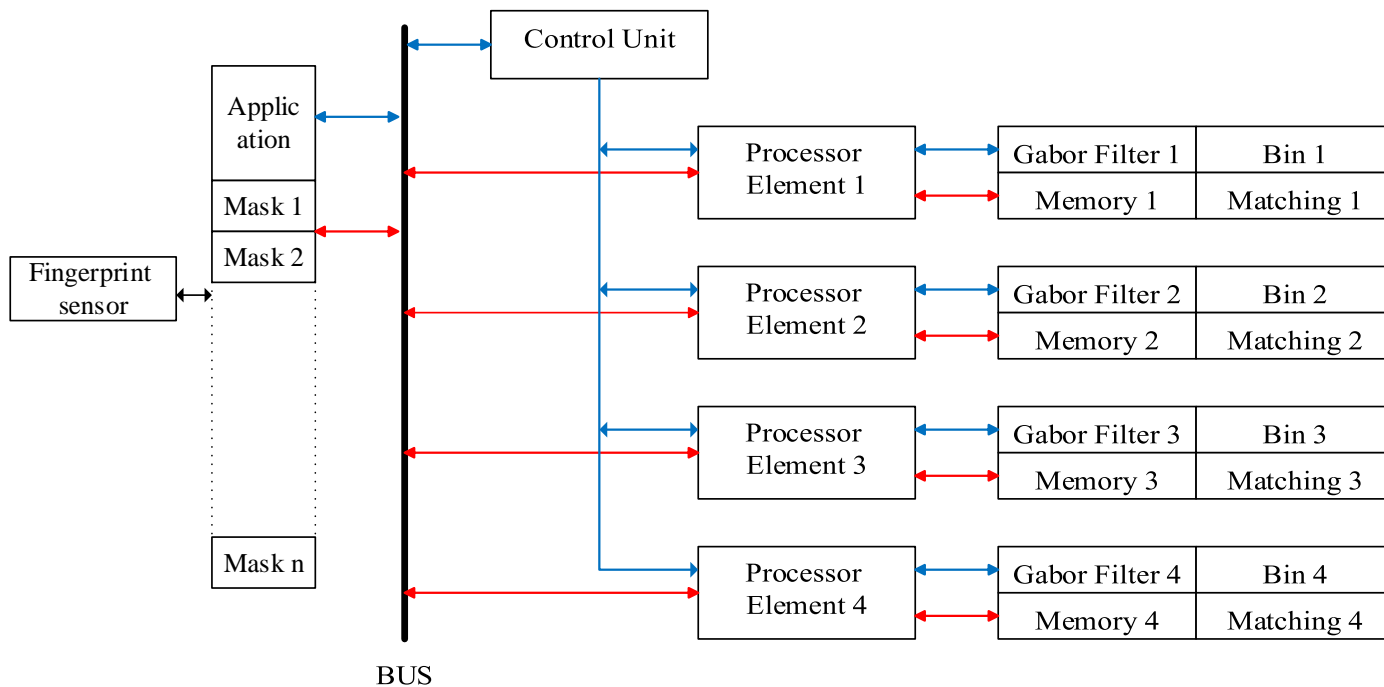 Control Unit
Applic
ation
Mask 1
Mask 2
Fingerprint
sensor
Mask n
BUS
Processor
Element 1
Gabor Filter 1
Bin 1
Memory 1
Matching 1
Processor
Element 2
Gabor Filter 2
Bin 2
Memory 2
Matching 2
Processor
Element 3
Gabor Filter 3
Bin 3
Memory 3
Matching 3
Processor
Element 4
Gabor Filter 4
Bin 4
Memory 4
Matching 4